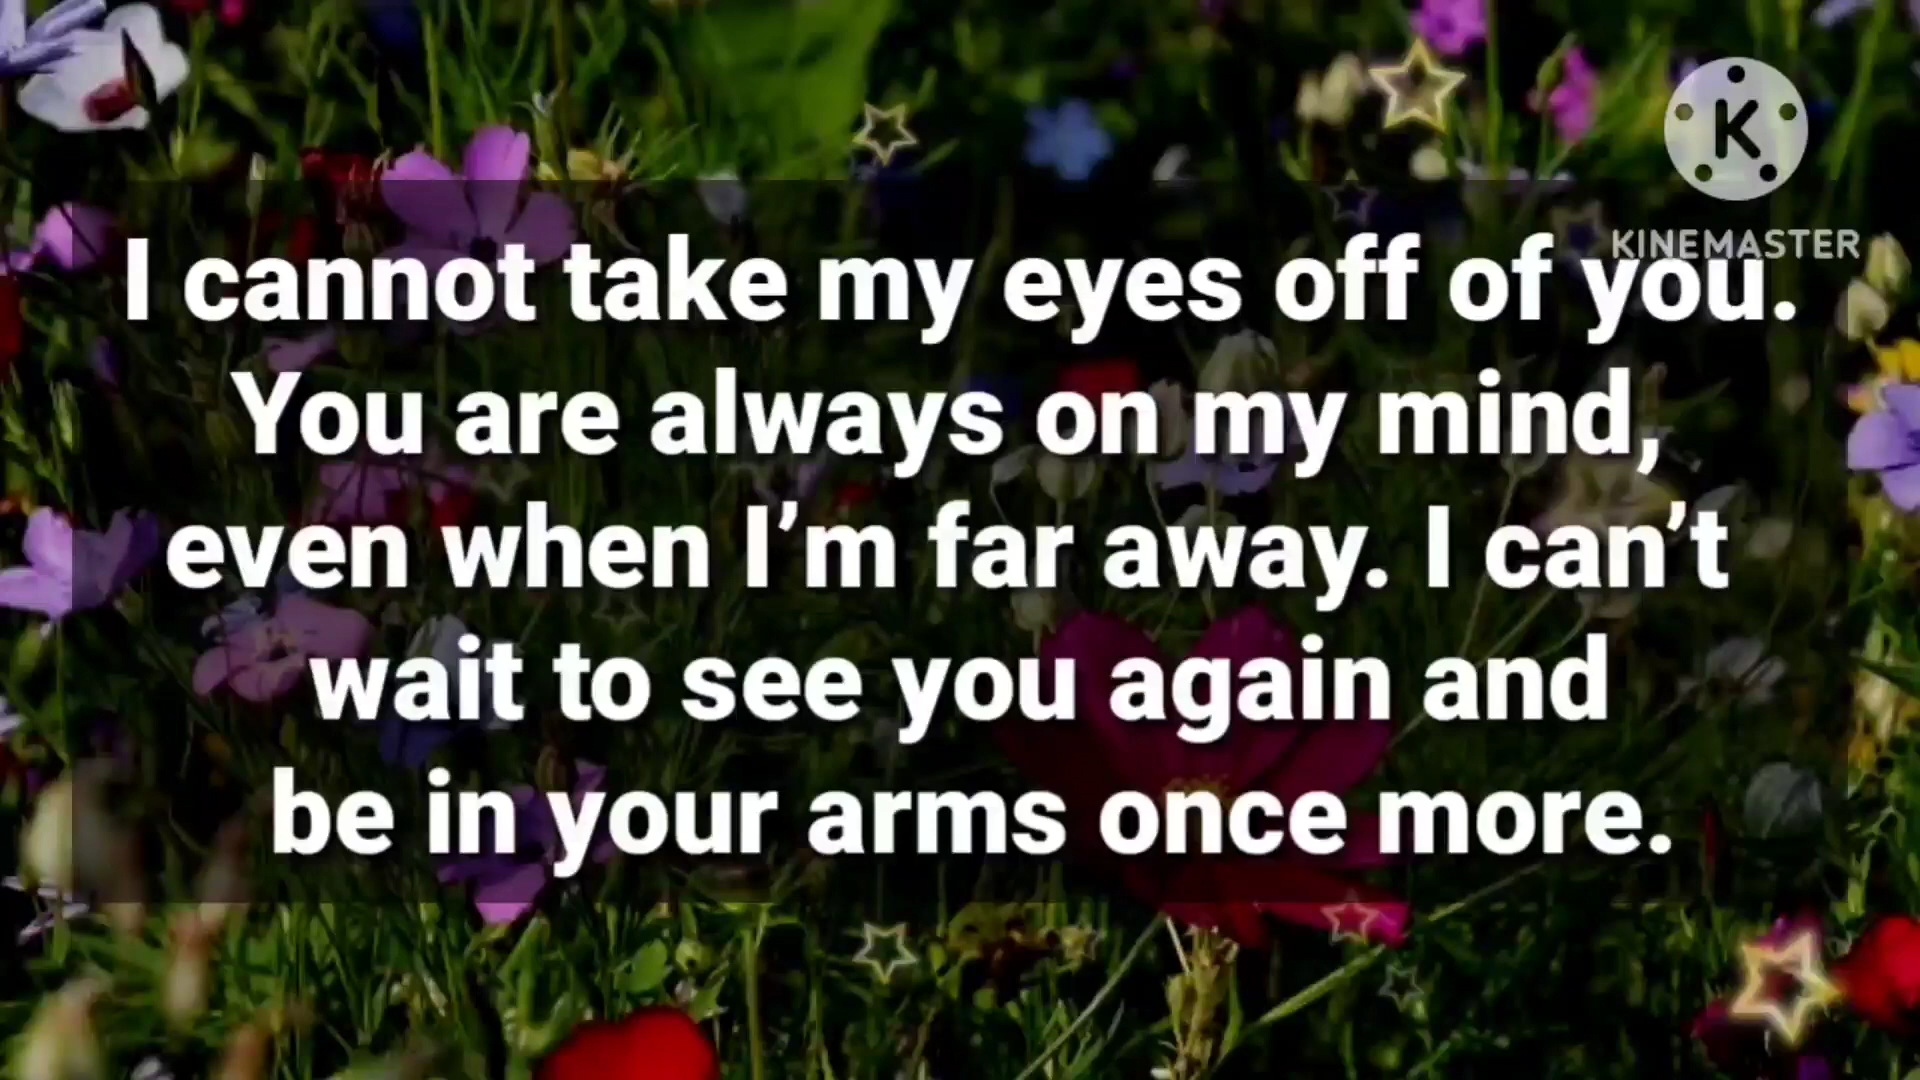 K
KINEMASTER
I cannot take my eyes off of you.
You are always on my mind,
even when I’m far away. I can’t
wait to see you again and
be in your arms once more.